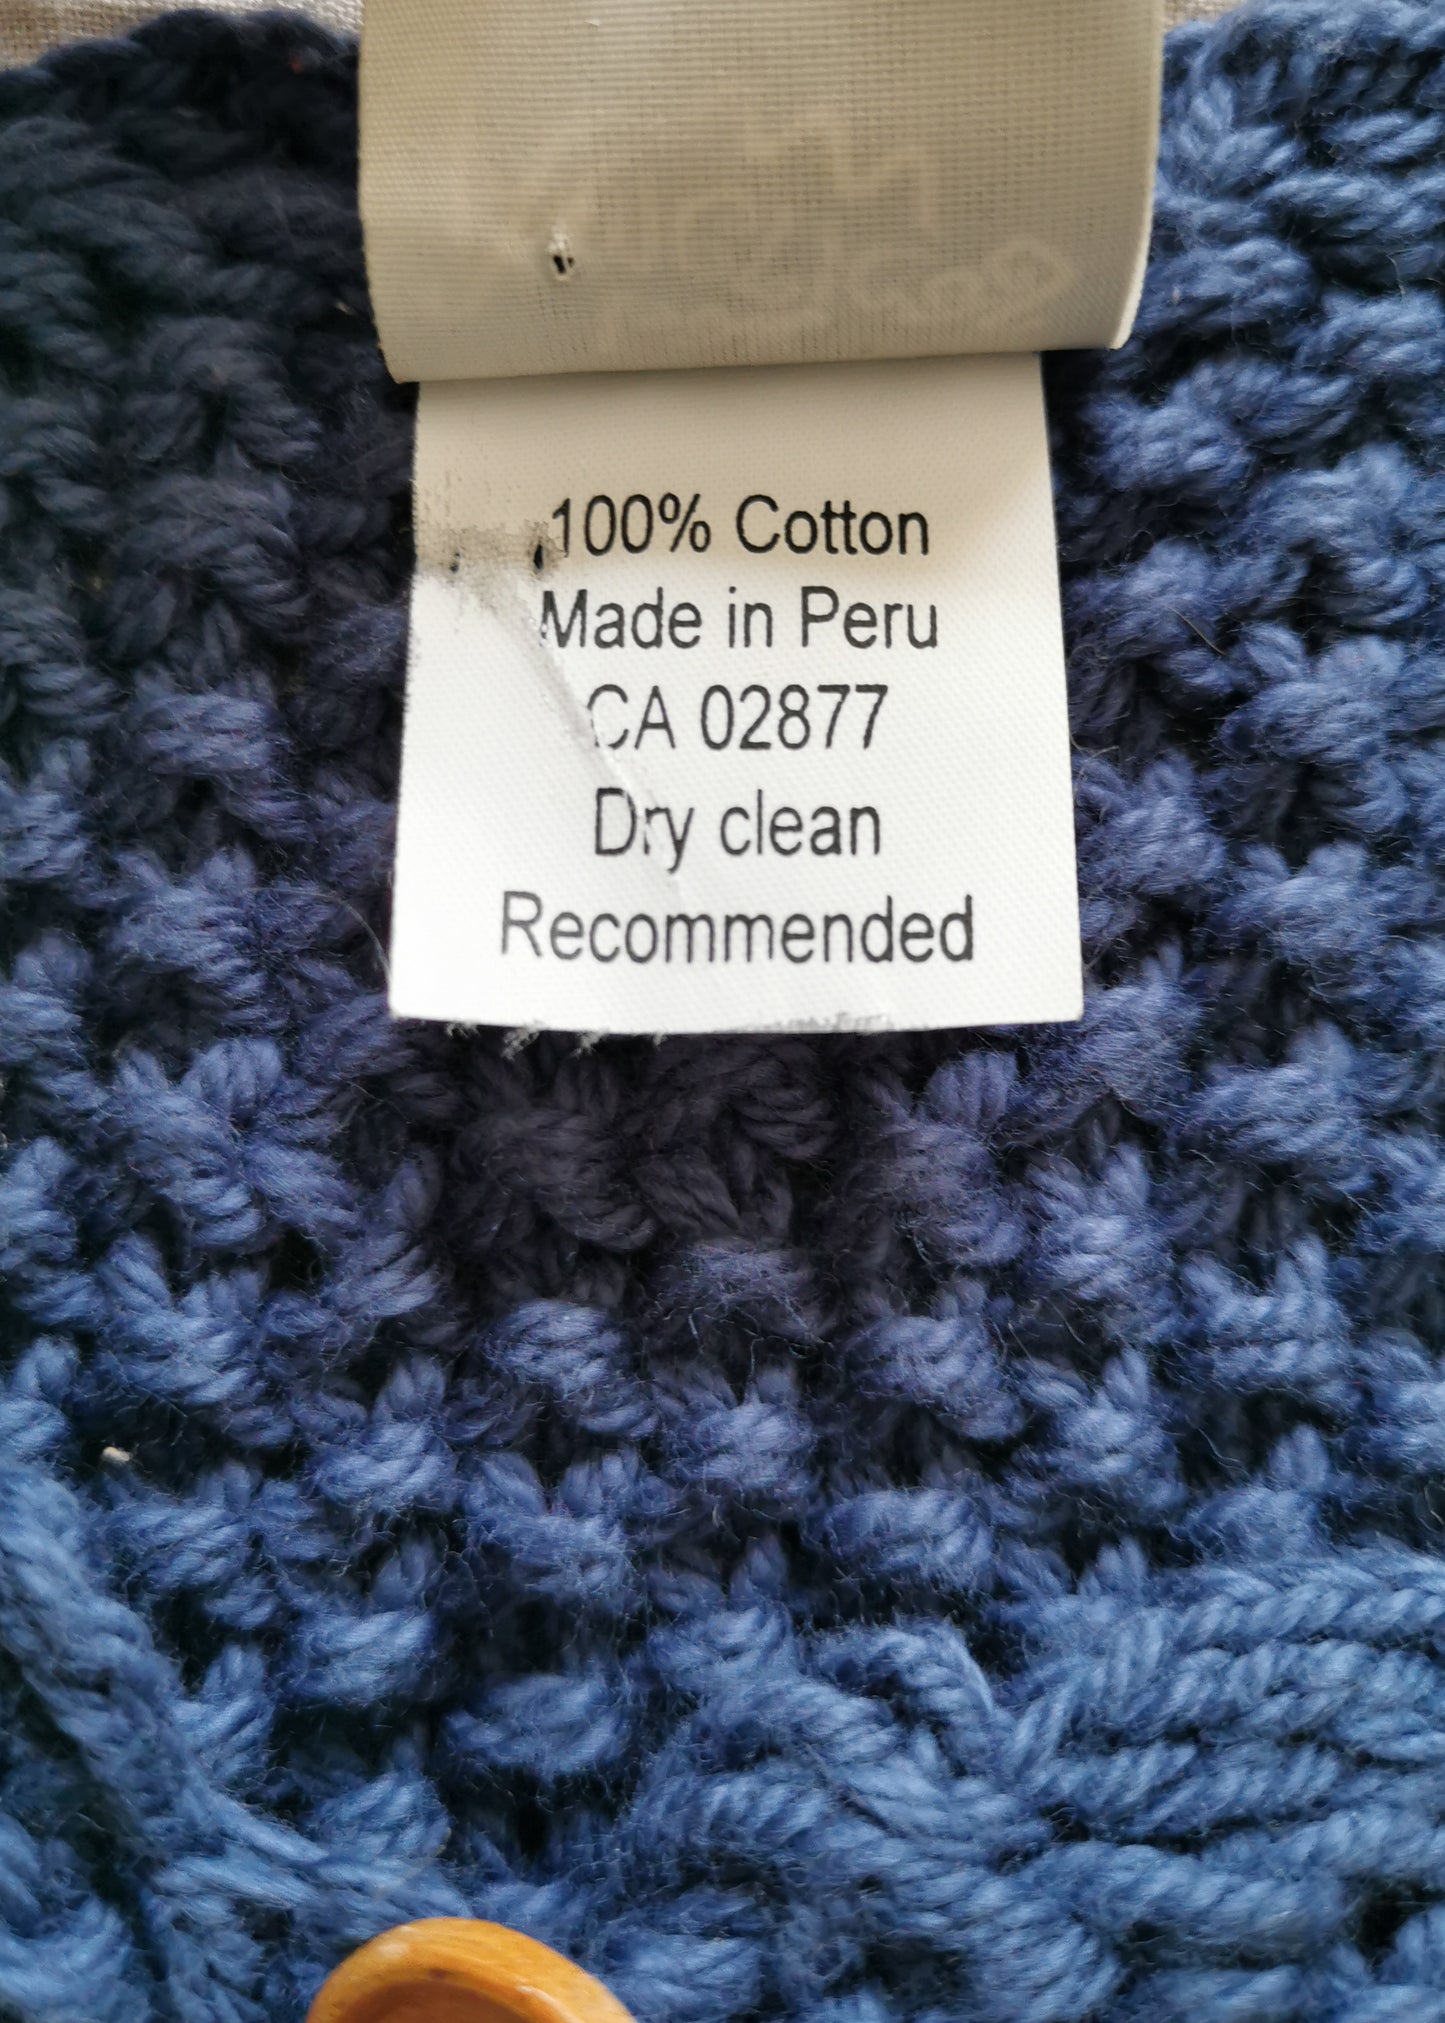 100% Cotton
Made in Peru
CA 02877
Dry clean
Recommended